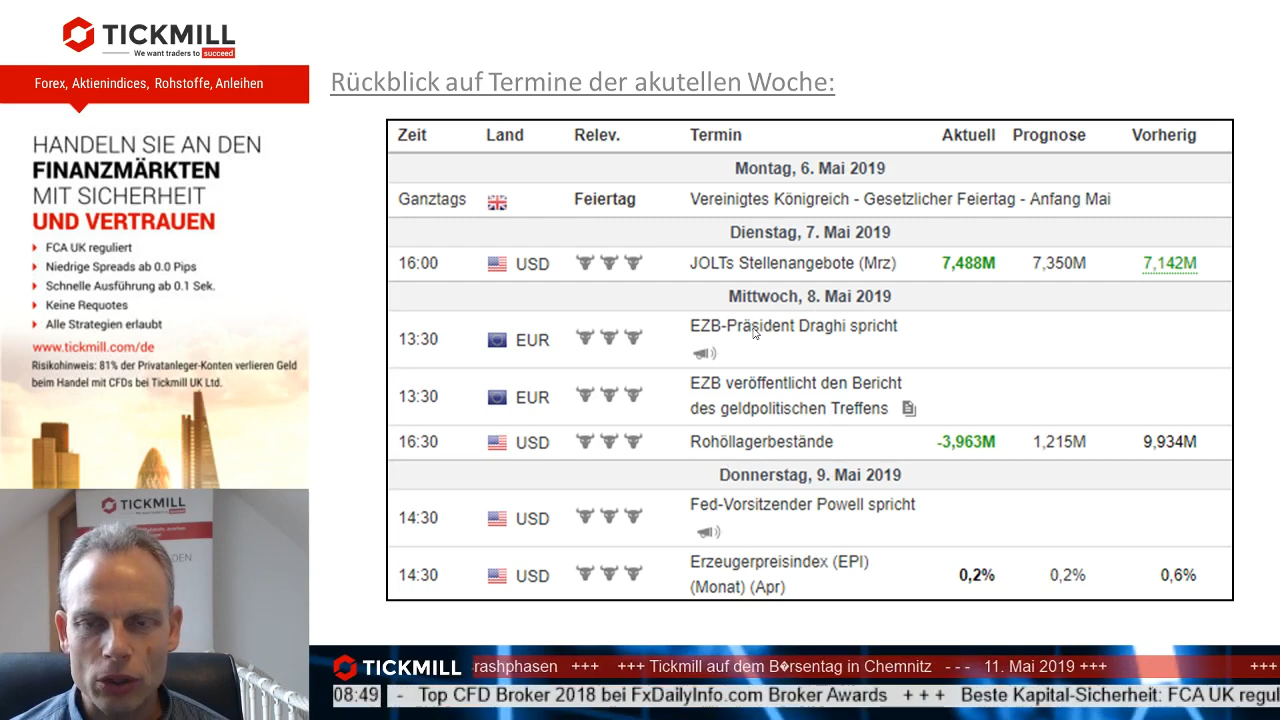 TICKMILL
We want traders to succeed
Forex, Aktienindices, Rohstoffe, Anleihen
HANDELN SIE AN DEN
FINANZMÄRKTEN
MIT SICHERHEIT
UND VERTRAUEN
FCA UK reguliert
Niedrige Spreads ab 0.0 Pips
Schnelle Ausführung ab 0.1 Sek.
Keine Requotes
Alle Strategien erlaubt
www.tickmill.com/de
Risikohinweis: 81% der Privatanleger-Konten verlieren Geld
beim Handel mit CFDs bei Tickmill UK Ltd.
TICKMILL
Rückblick auf Termine der akutellen Woche:
Zeit Land Relev. Termin Aktuell Prognose Vorherig
Montag, 6. Mai 2019
Ganztags Feiertag Vereinigtes Königreich - Gesetzlicher Feiertag - Anfang Mai
Dienstag, 7. Mai 2019
16:00 USD JOLTs Stellenangebote (Mrz) 7,488M 7,350M 7,142M
Mittwoch, 8. Mai 2019
13:30 EUR EZB-Präsident Draghi spricht
13:30 EUR EZB veröffentlicht den Bericht
des geldpolitischen Treffens
16:30 USD Rohöllagerbestände -3,963M 1,215M 9,934M
Donnerstag, 9. Mai 2019
14:30 USD Fed-Vorsitzender Powell spricht
14:30 USD Erzeugerpreisindex (EPI)
(Monat) (Apr) 0,2% 0,2% 0,6%
TICKMILL rashphasen +++ +++ Tickmill auf dem B�rsentag in Chemnitz - - - 11. Mai 2019 +++ +++
08:49 - Top CFD Broker 2018 bei FxDailyInfo.com Broker Awards + + + Beste Kapital-Sicherheit: FCA UK regul